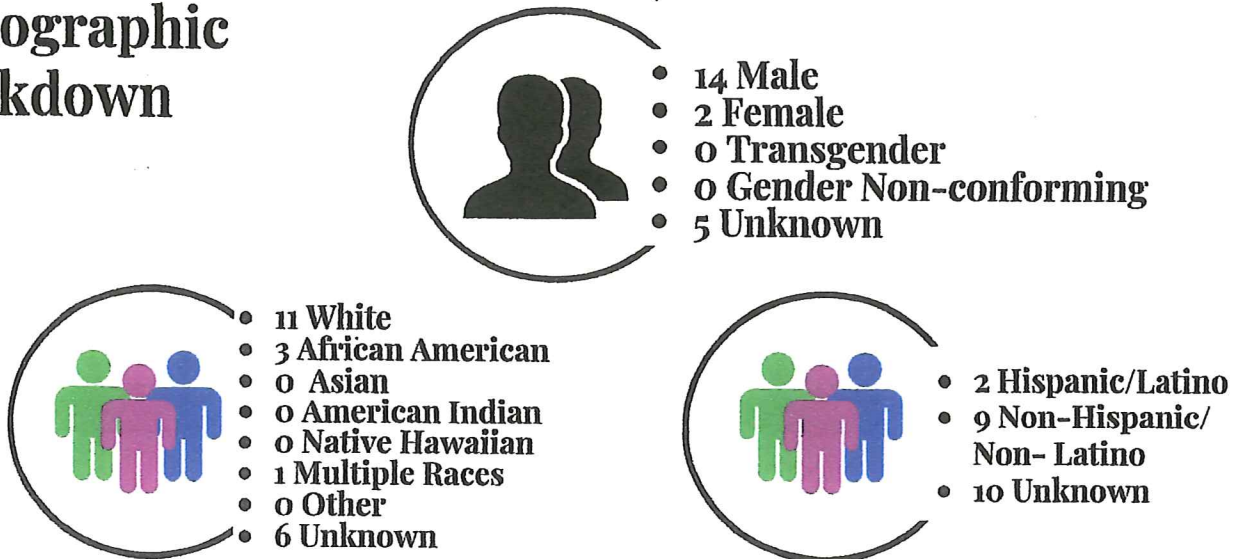 ographic
kdown
14 Male
2 Female
0 Transgender
0 Gender Non-conforming
5 Unknown
11 White
3 African American
0 Asian
0 American Indian
0 Native Hawaiian
1 Multiple Races
0 Other
6 Unknown
2 Hispanic/Latino
9 Non-Hispanic/
Non- Latino
10 Unknown